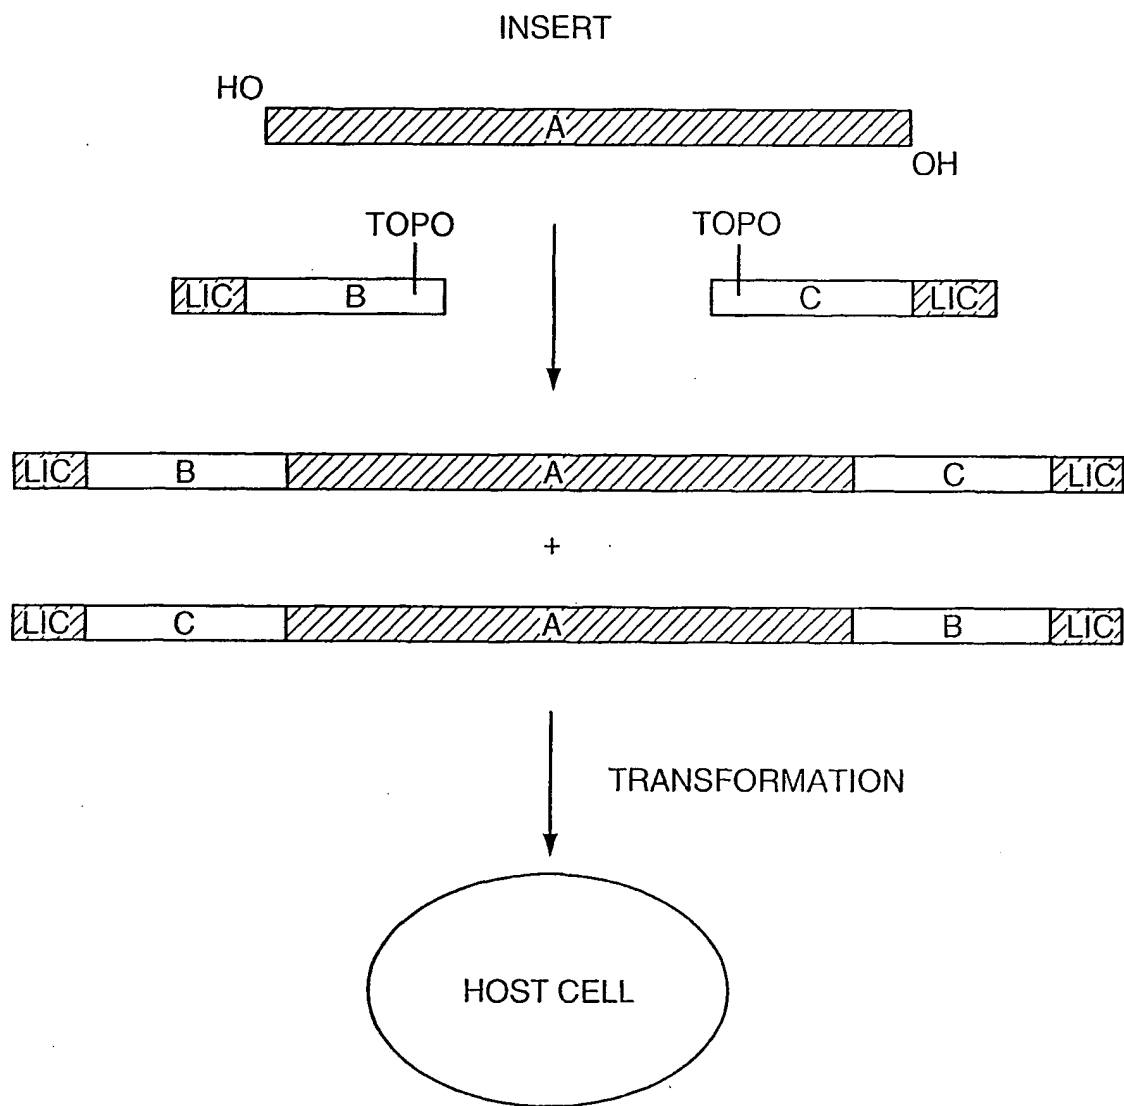 INSERT
HO
A
OH
TOPO TOPO
LIC B C LIC
LIC B A C LIC
+
LIC C A B LIC
TRANSFORMATION
HOST CELL